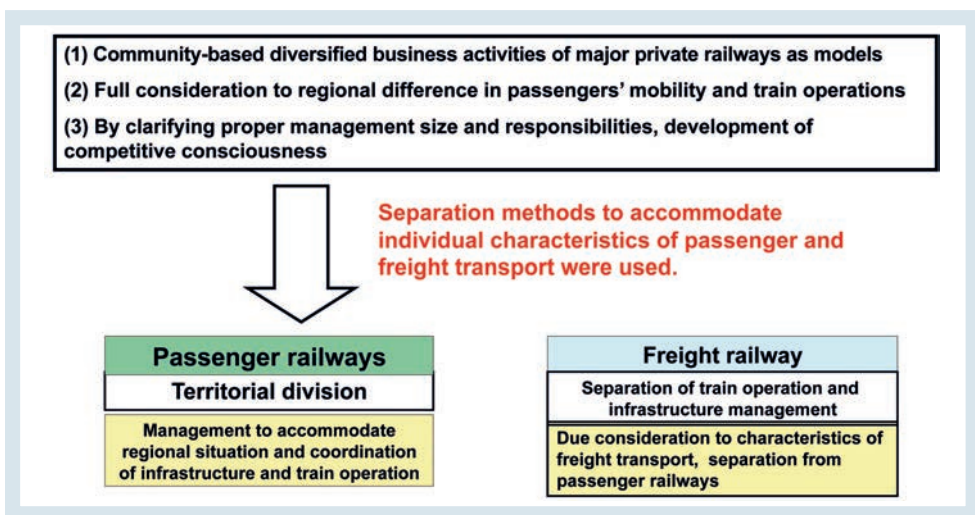 (1) Community-based diversified business activities of major private railways as models
(2) Full consideration to regional difference in passengers' mobility and train operations
(3) By clarifying proper management size and responsibilities, development of
competitive consciousness
Separation methods to accommodate
individual characteristics of passenger and
freight transport were used.
Passenger railways
Territorial division
Management to accommodate
regional situation and coordination
of infrastructure and train operation
Freight railway
Separation of train operation and
infrastructure management
Due consideration to characteristics of
freight transport, separation from
passenger railways